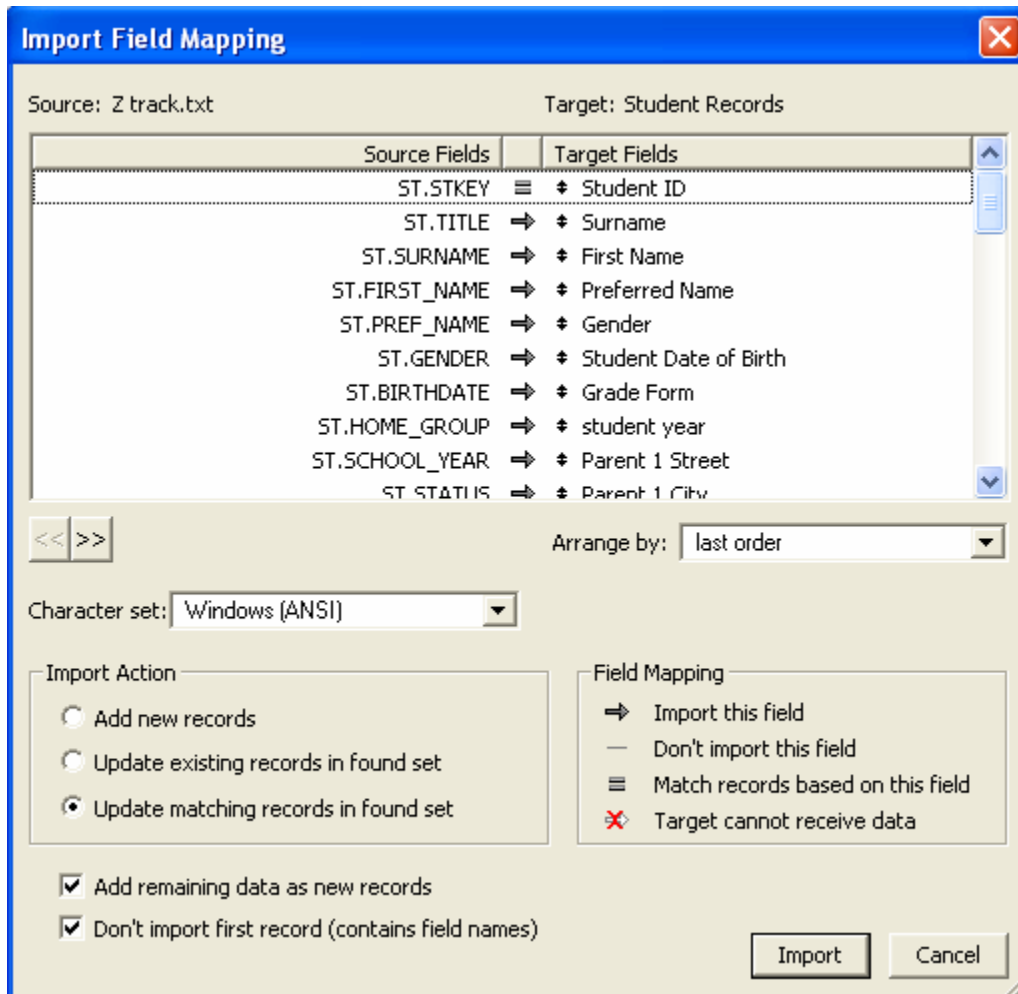 Import Field Mapping
Source: Z track.txt Target: Student Records
Source Fields Target Fields
ST.STKEY Student ID
ST.TITLE Surname
ST.SURNAME First Name
ST.FIRST_NAME Preferred Name
ST.PREF_NAME Gender
ST.GENDER Student Date of Birth
ST.BIRTHDATE Grade Form
ST.HOME_GROUP student year
ST.SCHOOL_YEAR Parent 1 Street
ST.STATUS Parent 1 City
<< >> Arrange by: last order
Character set: Windows (ANSI)
Import Action
Add new records
Update existing records in found set
Update matching records in found set
Field Mapping
Import this field
Don't import this field
Match records based on this field
Target cannot receive data
Add remaining data as new records
Don't import first record (contains field names)
Import Cancel